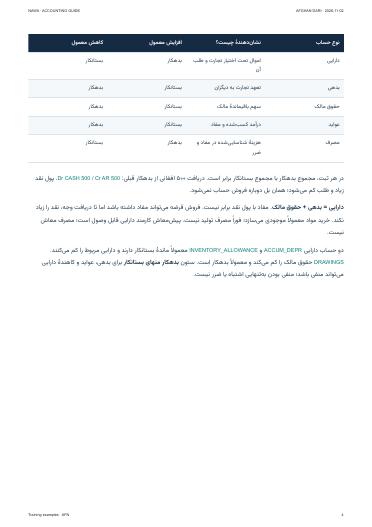 NAWA · ACCOUNTING GUIDE
AFGHANISTAN · 2026-11-02
نوع حساب نشان‌دهندهٔ چیست؟ افزایش معمول کاهش معمول
دارایی اموال تحت اختیار تجارت و طلب بدهکار بستانکار
آن
بدهی تعهد تجارت به دیگران بستانکار بدهکار
حقوق مالک سهم باقیماندهٔ مالک بستانکار بدهکار
عواید درآمد کسب‌شده و مفاد بستانکار بدهکار
مصرف هزینهٔ شناسایی‌شده در مفاد و بدهکار بستانکار
ضرر
در هر ثبت، مجموع بدهکار با مجموع بستانکار برابر است. دریافت ۵۰۰ افغانی از بدهکار قبلی: Dr CASH 500 / Cr AR 500. پول نقد
زیاد و طلب کم می‌شود؛ همان بل دوباره فروش حساب نمی‌شود.
دارایی = بدهی + حقوق مالک. مفاد با پول نقد برابر نیست. فروش قرضه می‌تواند مفاد داشته باشد اما تا دریافت وجه، نقد را زیاد
نکند. خرید مواد معمولاً موجودی می‌سازد؛ فوراً مصرف تولید نیست. پیش‌معاش کارمند دارایی قابل وصول است؛ مصرف معاش
نیست.
دو حساب دارایی ACCUM_DEPR و INVENTORY_ALLOWANCE معمولاً ماندهٔ بستانکار دارند و دارایی مربوط را کم می‌کنند.
DRAWINGS حقوق مالک را کم می‌کند و معمولاً بدهکار است. ستون بدهکار منهای بستانکار برای بدهی، عواید و کاهندهٔ دارایی
می‌تواند منفی باشد؛ منفی بودن به‌تنهایی اشتباه یا ضرر نیست.
Training examples · AFN
4